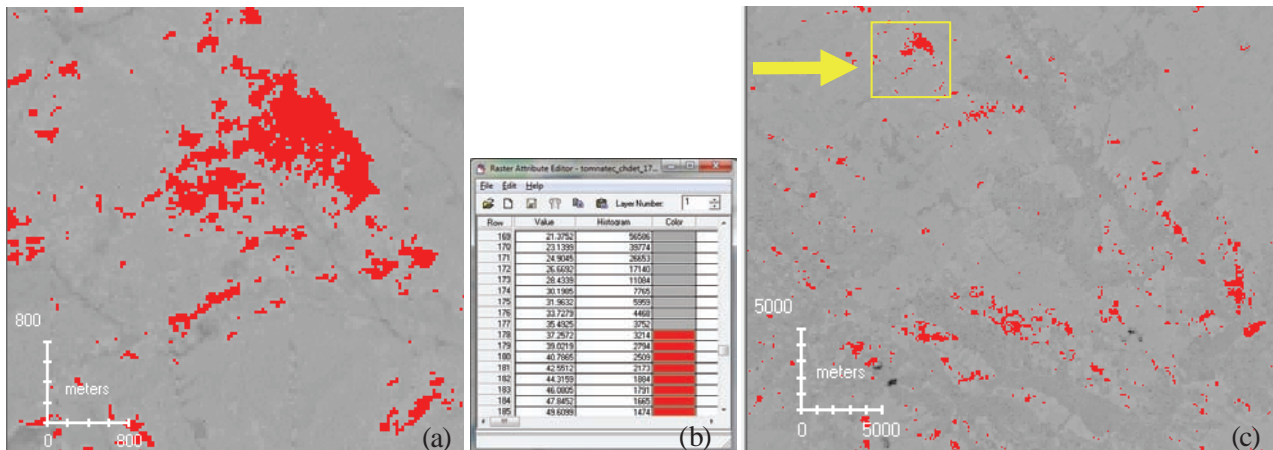 800
meters
0
800
(a)
Raster Attribute Editor - tomnatec_chdet_17...
File Edit Help
Layer Number: 1
Row Value Histogram Color
169 21.3752 56586
170 23.1399 39774
171 24.9045 26653
172 26.6692 17140
173 28.4339 11084
174 30.1985 7765
175 31.9632 5959
176 33.7279 4468
177 35.4925 3752
178 37.2572 3214
179 39.0219 2794
180 40.7865 2509
181 42.5512 2173
182 44.3159 1884
183 46.0805 1731
184 47.8452 1665
185 49.6099 1474
(b)
5000
meters
0
5000
(c)